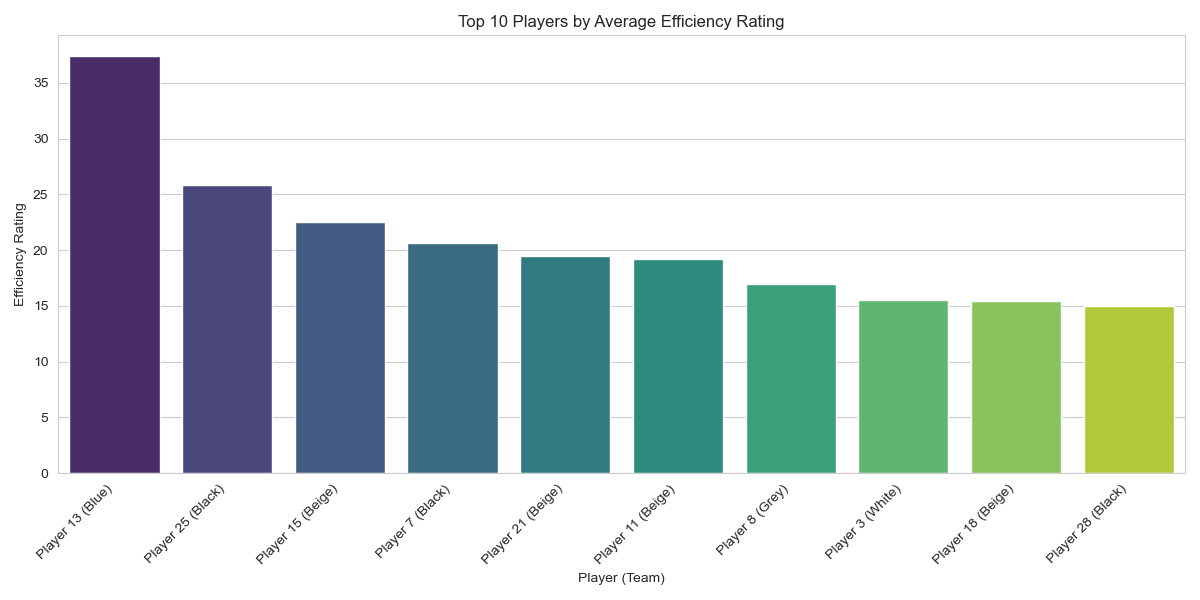 Top 10 Players by Average Efficiency Rating
Efficiency Rating
35
30
25
20
15
10
5
0
Player 13 (Blue)
Player 25 (Black)
Player 15 (Beige)
Player 7 (Black)
Player 21 (Beige)
Player 11 (Beige)
Player 8 (Grey)
Player 3 (White)
Player 18 (Beige)
Player 28 (Black)
Player (Team)